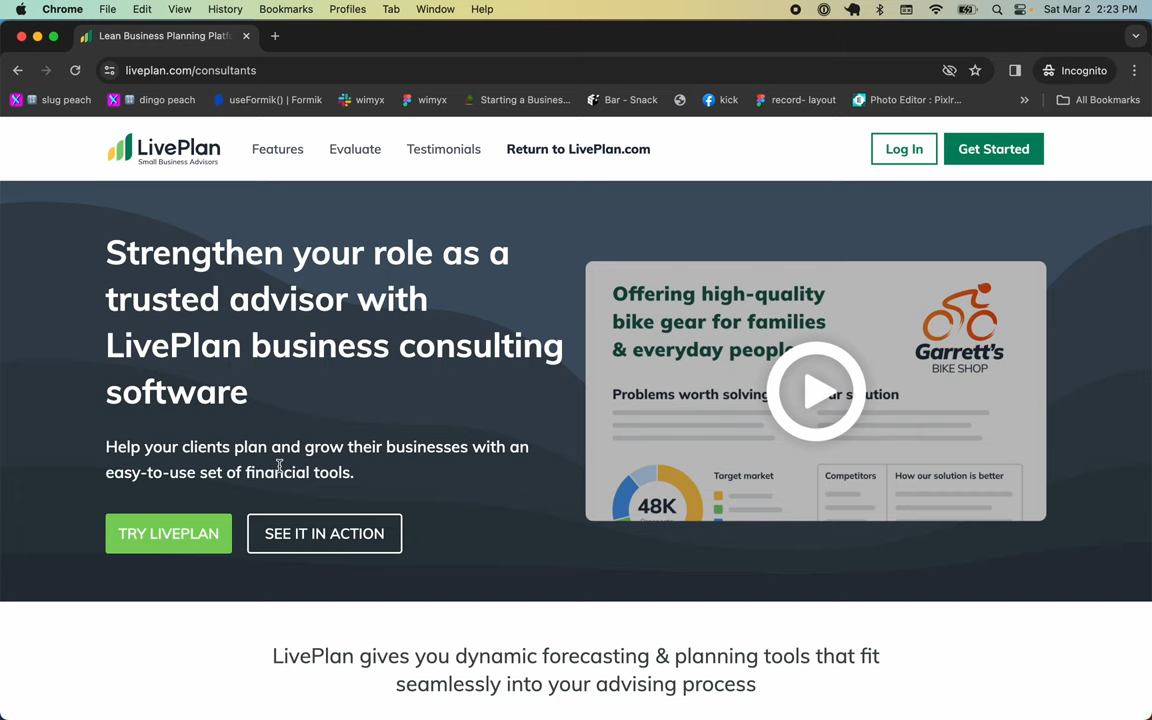 Chrome File Edit View History Bookmarks Profiles Tab Window Help Sat Mar 2 2:23 PM
Lean Business Planning Platfo
liveplan.com/consultants Incognito
slug peach dingo peach useFormik() | Formik wimyx wimyx Starting a Busines... Bar - Snack kick record- layout Photo Editor : Pixlr... » All Bookmarks
LivePlan
Small Business Advisors
Features Evaluate Testimonials Return to LivePlan.com Log In Get Started
Strengthen your role as a
trusted advisor with
LivePlan business consulting
software
Help your clients plan and grow their businesses with an
easy-to-use set of financial tools.
TRY LIVEPLAN SEE IT IN ACTION
Offering high-quality
bike gear for families
& everyday people
Garrett's
BIKE SHOP
Problems worth solving solution
Target market
48K
Competitors How our solution is better
LivePlan gives you dynamic forecasting & planning tools that fit
seamlessly into your advising process